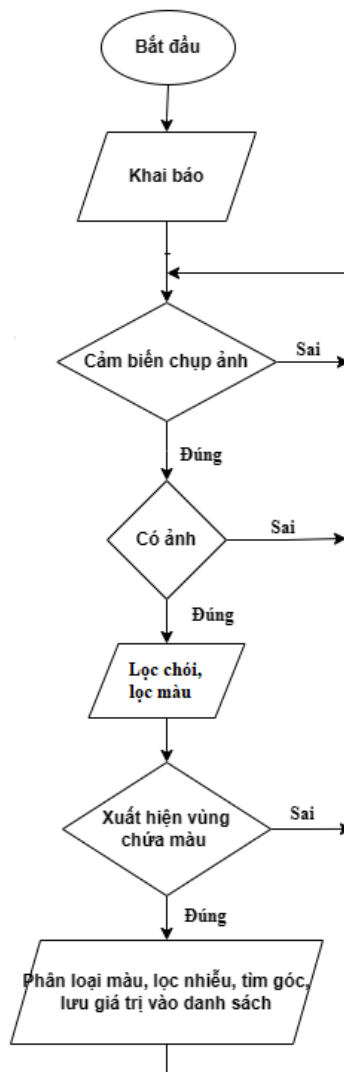 Bắt đầu
Khai báo
Cảm biến chụp ảnh
Sai
Đúng
Có ảnh
Sai
Đúng
Lọc chói,
lọc màu
Xuất hiện vùng
chứa màu
Sai
Đúng
Phân loại màu, lọc nhiễu, tìm góc,
lưu giá trị vào danh sách